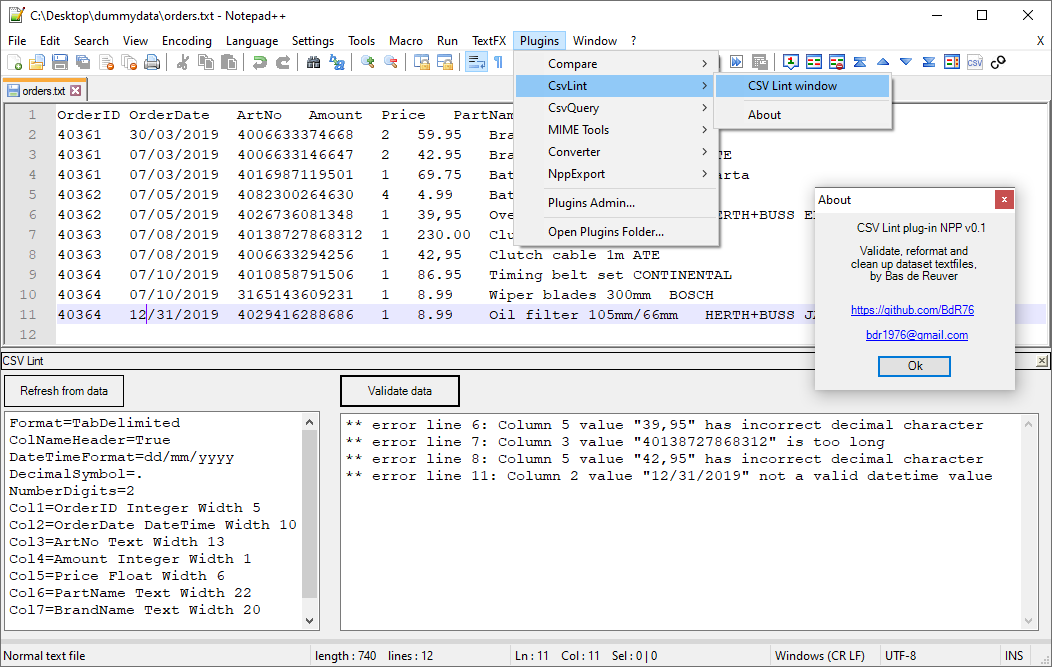 C:\Desktop\dummydata\orders.txt - Notepad++
File Edit Search View Encoding Language Settings Tools Macro Run TextFX Plugins Window ? X
Compare
CsvLint
CsvQuery
MIME Tools
Converter
NppExport
Plugins Admin...
Open Plugins Folder...
CSV Lint window
About
orders.txt
1 OrderID OrderDate ArtNo Amount Price PartNam
2 40361 30/03/2019 4006633374668 2 59.95 Bra
3 40361 07/03/2019 4006633146647 2 42.95 Bra TE
4 40361 07/03/2019 4016987119501 1 69.75 Bat arta
5 40362 07/05/2019 4082300264630 4 4.99 Bat
6 40362 07/05/2019 4026736081348 1 39,95 Ove ERTH+BUSS E
7 40363 07/08/2019 40138727868312 1 230.00 Clu
8 40363 07/08/2019 4006633294256 1 42,95 Clutch cable 1m ATE
9 40364 07/10/2019 4010858791506 1 86.95 Timing belt set CONTINENTAL
10 40364 07/10/2019 3165143609231 1 8.99 Wiper blades 300mm BOSCH
11 40364 12/31/2019 4029416288686 1 8.99 Oil filter 105mm/66mm HERTH+BUSS JA
12
About x
CSV Lint plug-in NPP v0.1
Validate, reformat and
clean up dataset textfiles,
by Bas de Reuver
https://github.com/BdR76
bdr1976@gmail.com
Ok
CSV Lint
Refresh from data
Validate data
Format=TabDelimited
ColNameHeader=True
DateTimeFormat=dd/mm/yyyy
DecimalSymbol=.
NumberDigits=2
Col1=OrderID Integer Width 5
Col2=OrderDate DateTime Width 10
Col3=ArtNo Text Width 13
Col4=Amount Integer Width 1
Col5=Price Float Width 6
Col6=PartName Text Width 22
Col7=BrandName Text Width 20
** error line 6: Column 5 value "39,95" has incorrect decimal character
** error line 7: Column 3 value "40138727868312" is too long
** error line 8: Column 5 value "42,95" has incorrect decimal character
** error line 11: Column 2 value "12/31/2019" not a valid datetime value
Normal text file length : 740 lines : 12 Ln : 11 Col : 11 Sel : 0 | 0 Windows (CR LF) UTF-8 INS